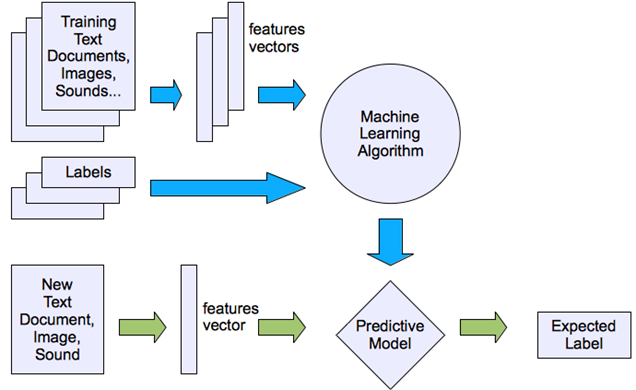 Training
Text
Documents,
Images,
Sounds...
features
vectors
Machine
Learning
Algorithm
Labels
New
Text
Document,
Image,
Sound
features
vector
Predictive
Model
Expected
Label